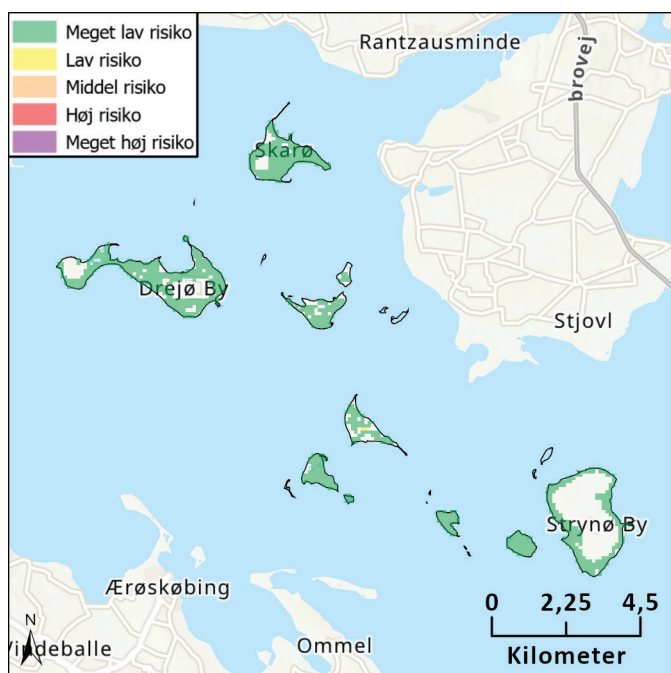 Meget lav risiko
Lav risiko
Middel risiko
Høj risiko
Meget høj risiko
Rantzausminde
brovej
Skarø
Drejø By
Stjovl
Strynø By
Ærøskøbing
Vindeballe
Ommel
N
0 2,25 4,5
Kilometer